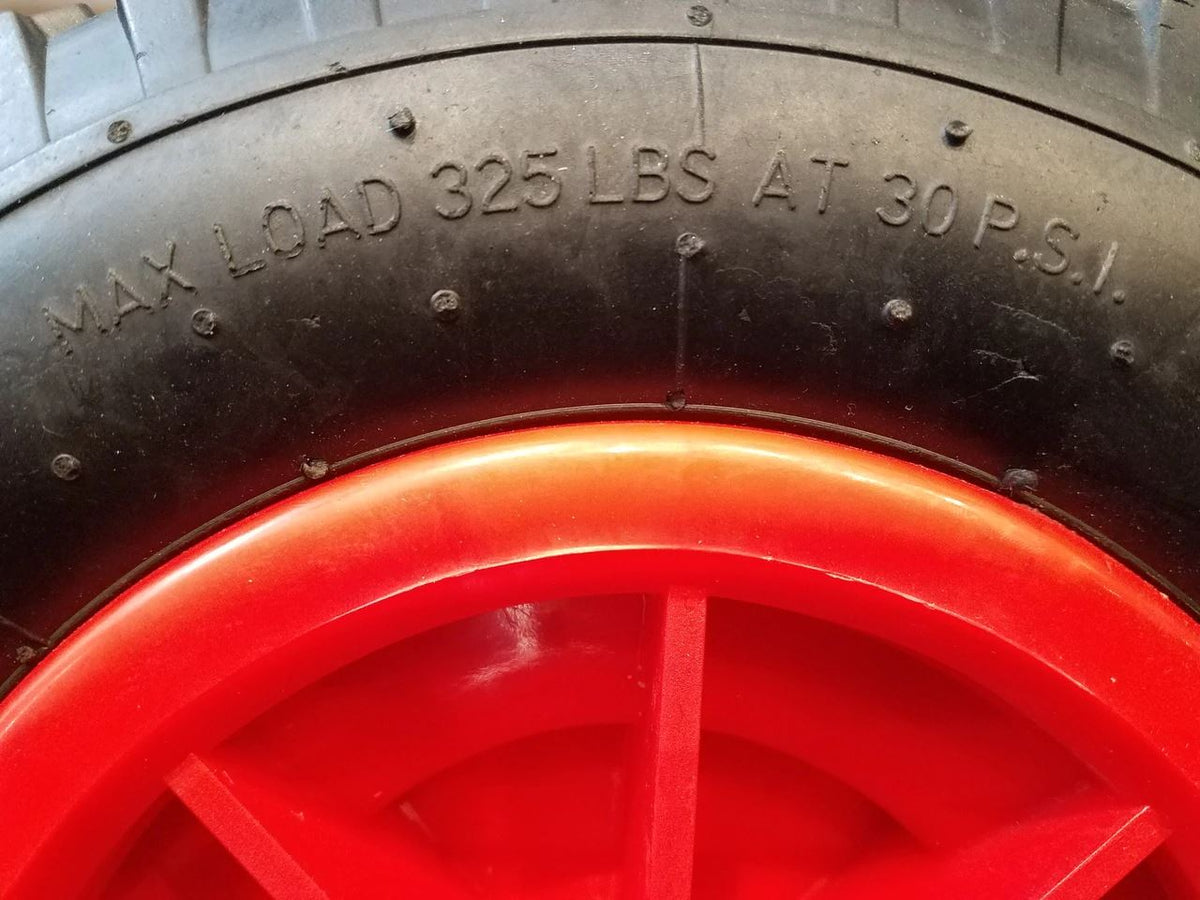 MAX LOAD 325 LBS AT 30 P.S.I.